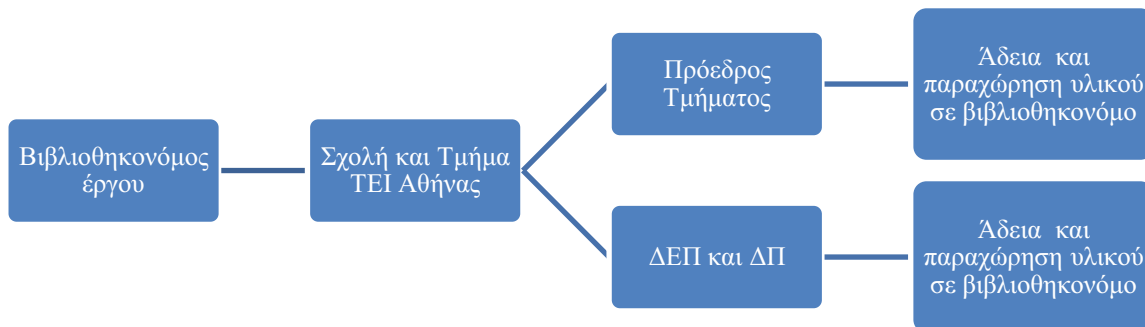 Βιβλιοθηκονόμος
έργου
Σχολή και Τμήμα
ΤΕΙ Αθήνας
Πρόεδρος
Τμήματος
Άδεια και
παραχώρηση υλικού
σε βιβλιοθηκονόμο
ΔΕΠ και ΔΠ
Άδεια και
παραχώρηση υλικού
σε βιβλιοθηκονόμο